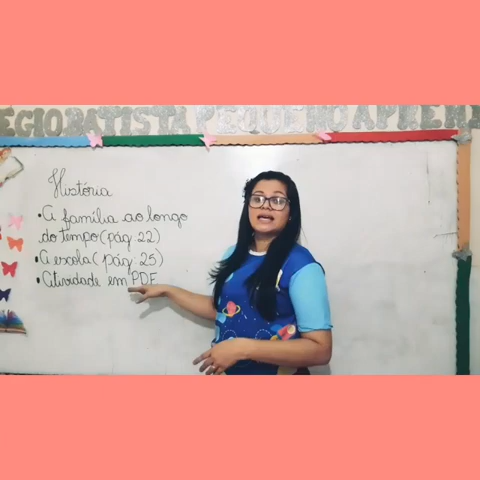 EGIO BATISTA PEQUENO APREN
História
•A família ao longo
do tempo (pág: 22)
•A escola (pág: 25)
•Atividade em PDF